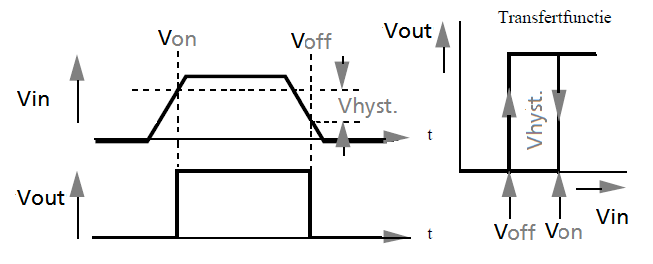 Transfertfunctie
Von
Voff
Vout
Vin
Vhyst.
t
Vhyst.
Vout
t
Voff
Von
Vin